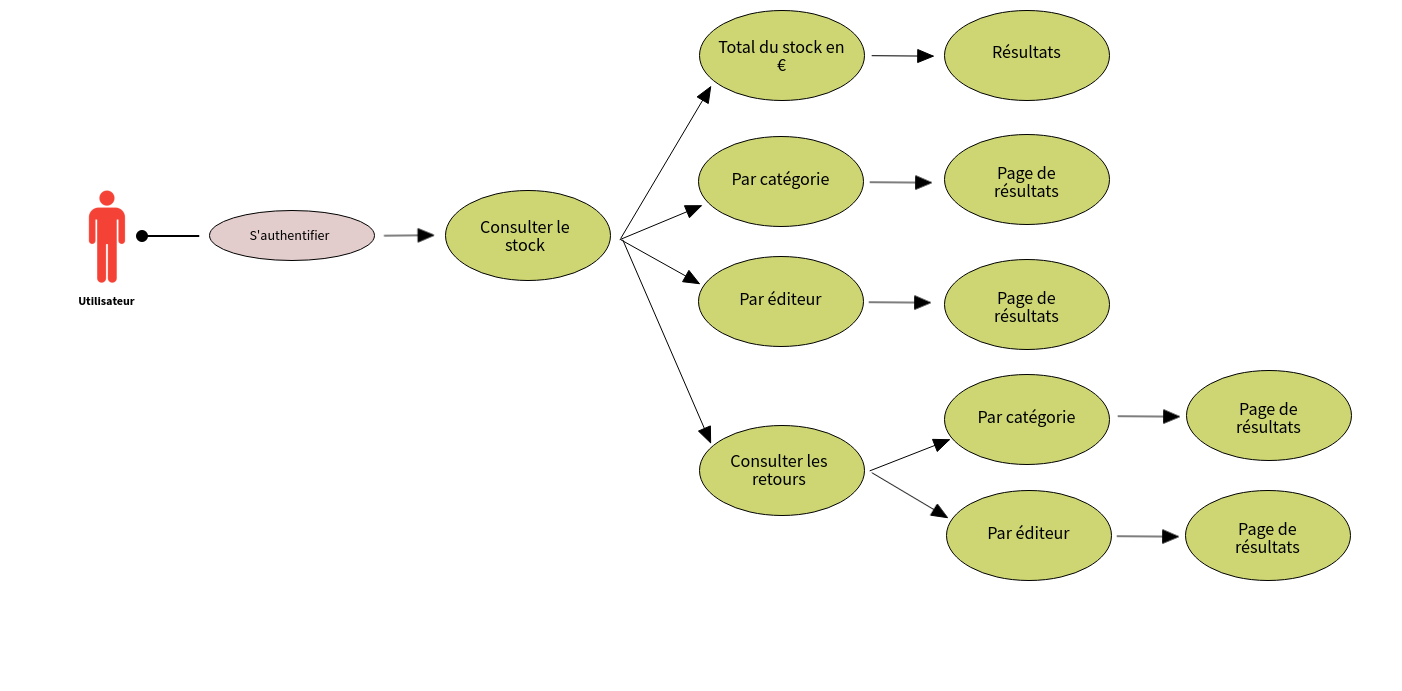 Total du stock en
€
Résultats
Par catégorie
Page de
résultats
S'authentifier
Consulter le
stock
Utilisateur
Par éditeur
Page de
résultats
Par catégorie
Page de
résultats
Consulter les
retours
Par éditeur
Page de
résultats